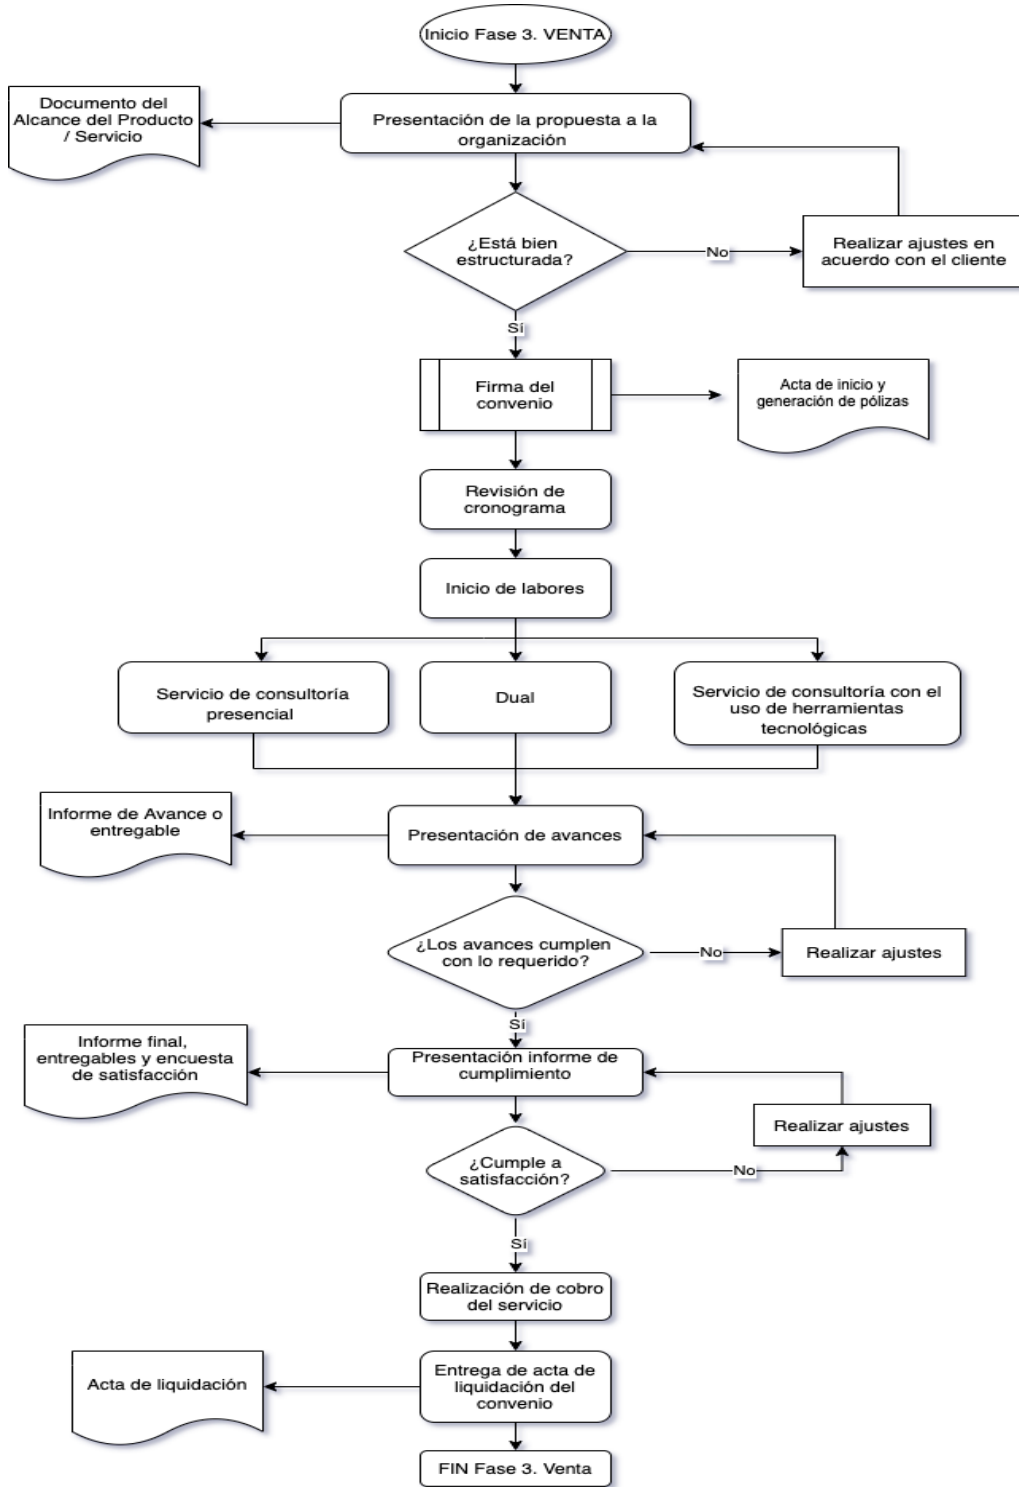 Inicio Fase 3. VENTA
Documento del
Alcance del Producto
/ Servicio
Presentación de la propuesta a la
organización
¿Está bien
estructurada?
No
Realizar ajustes en
acuerdo con el cliente
Sí
Firma del
convenio
Acta de inicio y
generación de pólizas
Revisión de
cronograma
Inicio de labores
Servicio de consultoría
presencial
Dual
Servicio de consultoría con el
uso de herramientas
tecnológicas
Informe de Avance o
entregable
Presentación de avances
¿Los avances cumplen
con lo requerido?
No
Realizar ajustes
Sí
Informe final,
entregables y encuesta
de satisfacción
Presentación informe de
cumplimiento
Realizar ajustes
¿Cumple a
satisfacción?
No
Sí
Realización de cobro
del servicio
Acta de liquidación
Entrega de acta de
liquidación del
convenio
FIN Fase 3. Venta